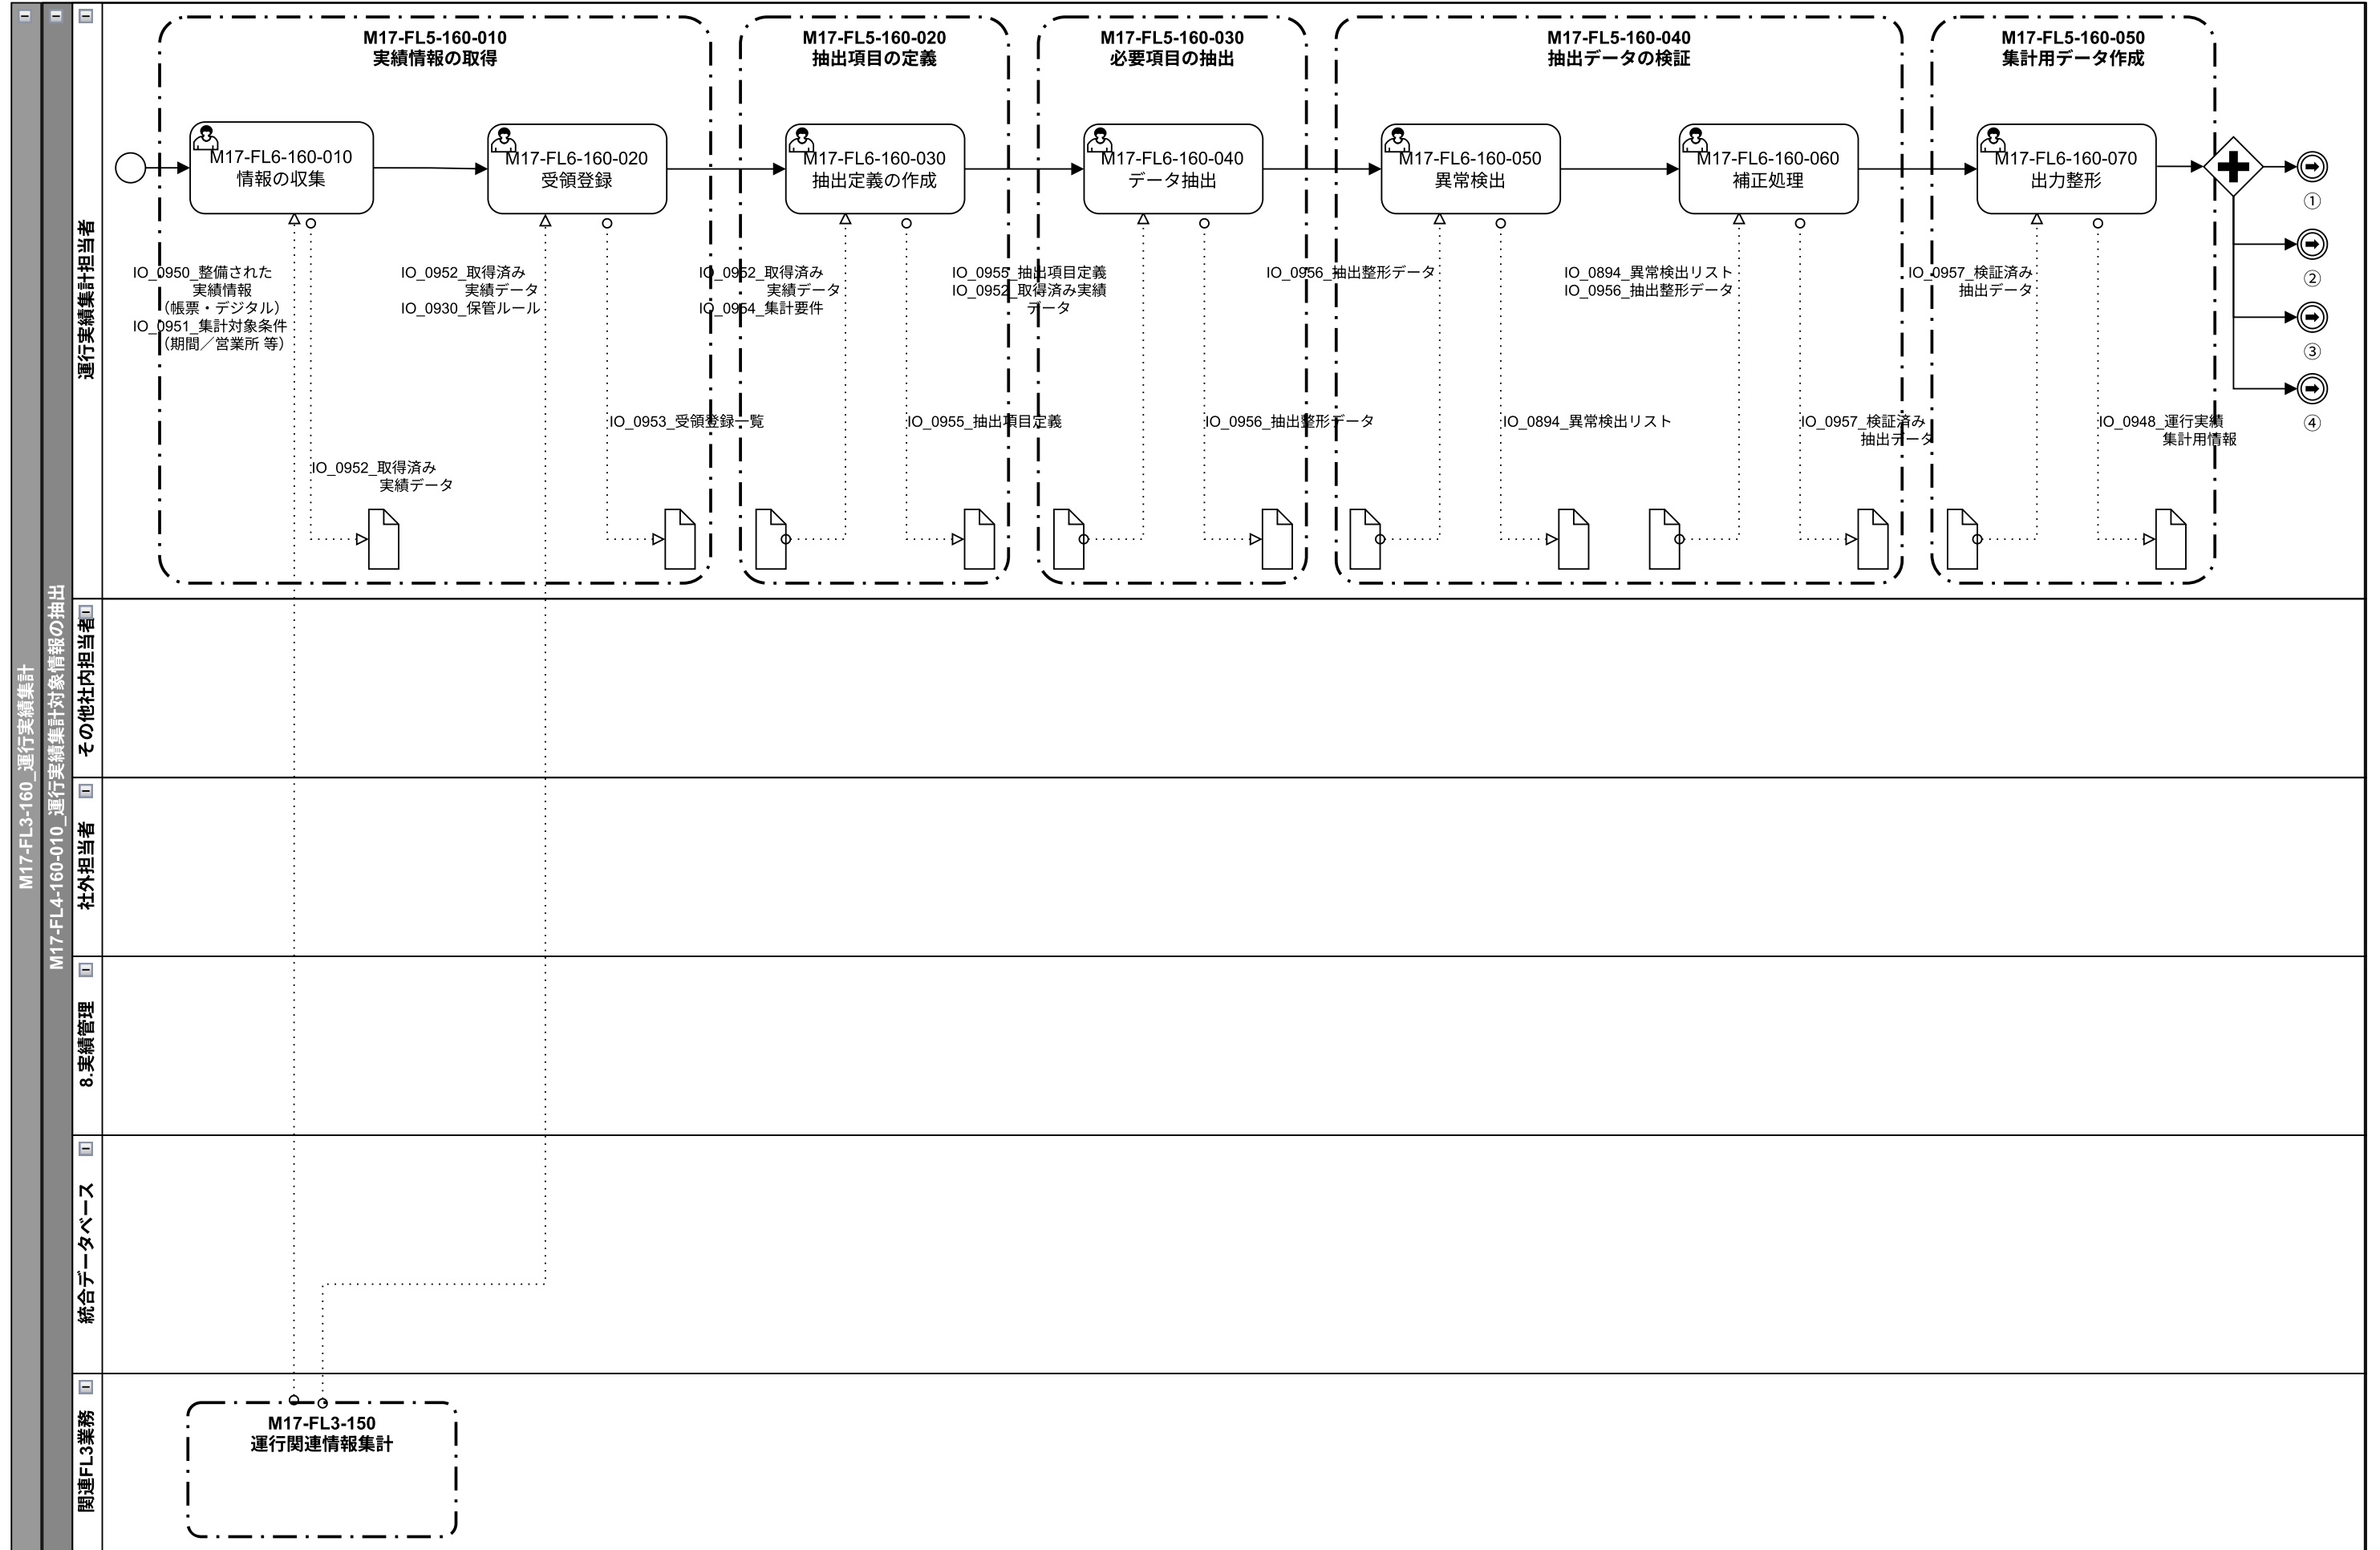 M17-FL3-160_運行実績集計
M17-FL4-160-010_運行実績集計対象情報の抽出
運行実績集計担当者
M17-FL5-160-010
実績情報の取得
M17-FL5-160-020
抽出項目の定義
M17-FL5-160-030
必要項目の抽出
M17-FL5-160-040
抽出データの検証
M17-FL5-160-050
集計用データ作成
M17-FL6-160-010
情報の収集
M17-FL6-160-020
受領登録
M17-FL6-160-030
抽出定義の作成
M17-FL6-160-040
データ抽出
M17-FL6-160-050
異常検出
M17-FL6-160-060
補正処理
M17-FL6-160-070
出力整形
①
②
③
④
IO_0950_整備された
実績情報
（帳票・デジタル）
IO_0951_集計対象条件
（期間／営業所 等）
IO_0952_取得済み
実績データ
IO_0930_保管ルール
IO_0952_取得済み
実績データ
IO_0954_集計要件
IO_0955_抽出項目定義
IO_0952_取得済み実績
データ
IO_0956_抽出整形データ
IO_0894_異常検出リスト
IO_0956_抽出整形データ
IO_0957_検証済み
抽出データ
IO_0952_取得済み
実績データ
IO_0953_受領登録一覧
IO_0955_抽出項目定義
IO_0956_抽出整形データ
IO_0894_異常検出リスト
IO_0957_検証済み
抽出データ
IO_0948_運行実績
集計用情報
その他社内担当者
社外担当者
8.実績管理
統合データベース
関連FL3業務
M17-FL3-150
運行関連情報集計